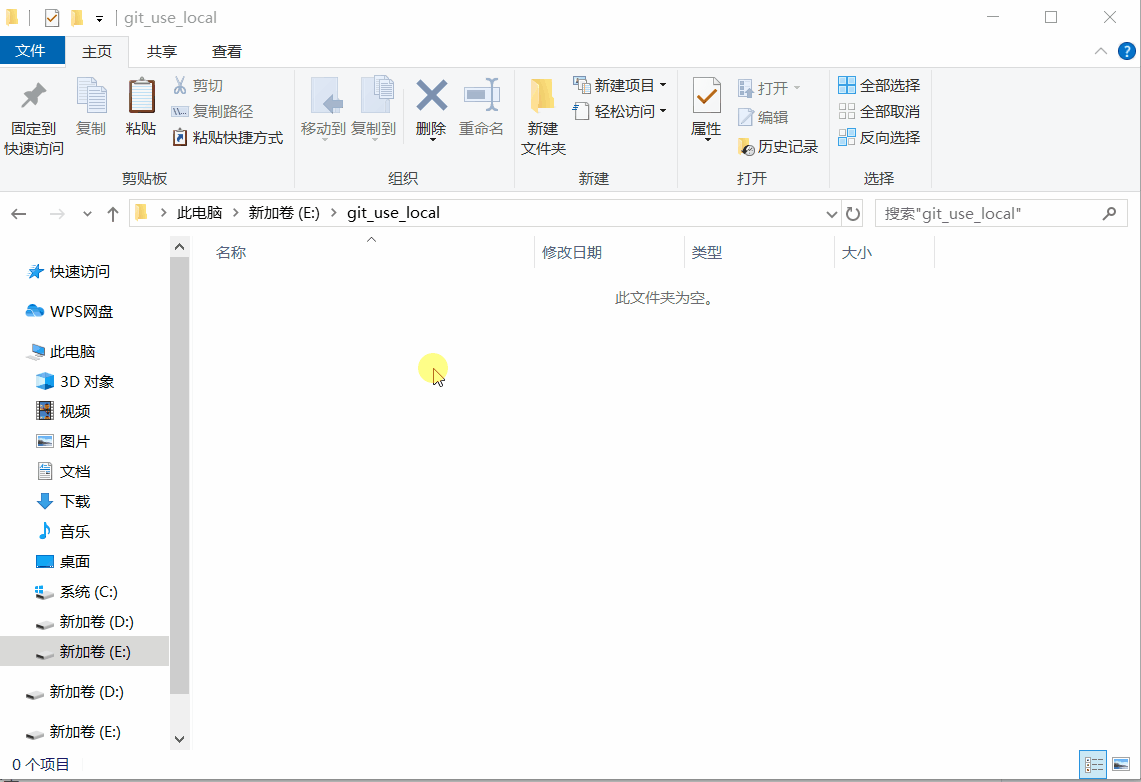 git_use_local
文件 主页 共享 查看
固定到
快速访问
复制
粘贴
剪切
复制路径
粘贴快捷方式
剪贴板
移动到 复制到 删除 重命名
组织
新建
文件夹
新建项目
轻松访问
新建
属性
打开
编辑
历史记录
打开
全部选择
全部取消
反向选择
选择
此电脑 新加卷 (E:) git_use_local
搜索"git_use_local"
名称 修改日期 类型 大小
此文件夹为空。
快速访问
WPS网盘
此电脑
3D 对象
视频
图片
文档
下载
音乐
桌面
系统 (C:)
新加卷 (D:)
新加卷 (E:)
新加卷 (D:)
新加卷 (E:)
0 个项目